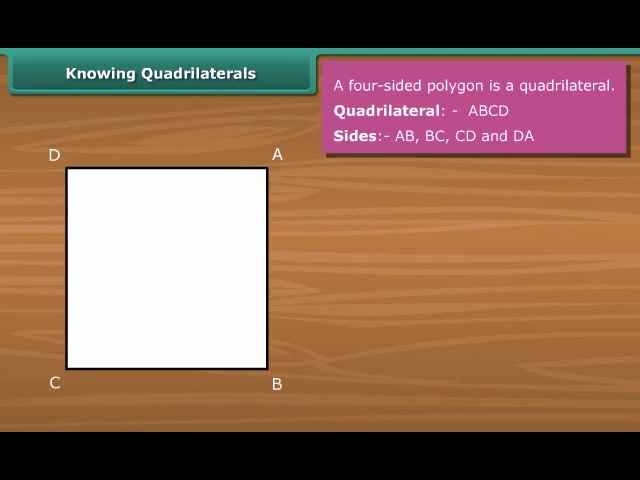 Knowing Quadrilaterals
A four-sided polygon is a quadrilateral.
Quadrilateral: - ABCD
Sides:- AB, BC, CD and DA
D A
C B